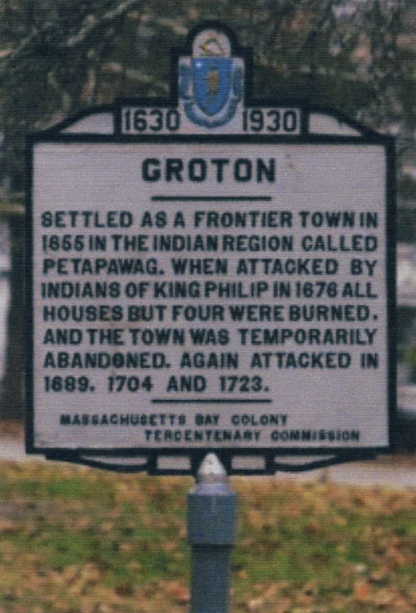 1630 1930
GROTON
SETTLED AS A FRONTIER TOWN IN
1655 IN THE INDIAN REGION CALLED
PETAPAWAG. WHEN ATTACKED BY
INDIANS OF KING PHILIP IN 1676 ALL
HOUSES BUT FOUR WERE BURNED.
AND THE TOWN WAS TEMPORARILY
ABANDONED. AGAIN ATTACKED IN
1689. 1704 AND 1723.
MASSACHUSETTS BAY COLONY
TERCENTENARY COMMISSION